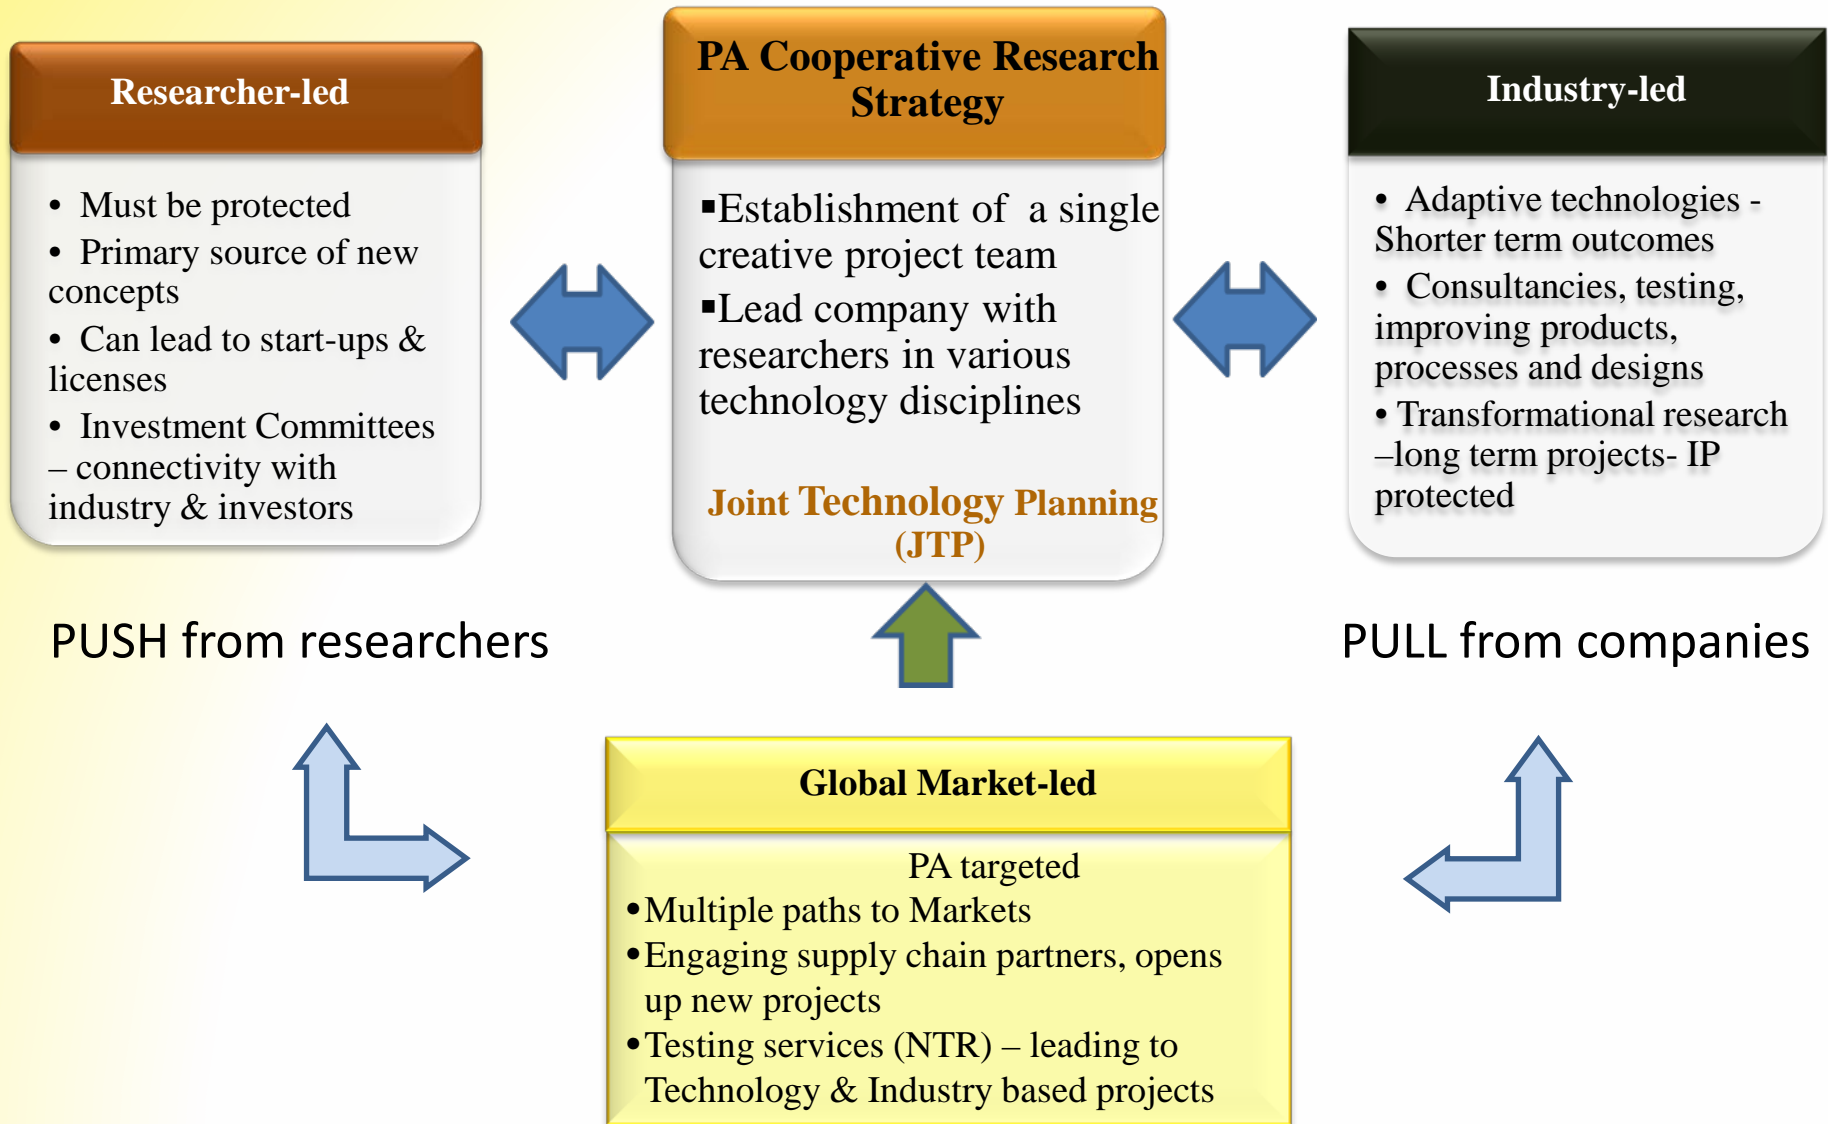 Researcher-led
• Must be protected
• Primary source of new
concepts
• Can lead to start-ups &
licenses
• Investment Committees
– connectivity with
industry & investors
PUSH from researchers
PA Cooperative Research
Strategy
▪Establishment of a single
creative project team
▪Lead company with
researchers in various
technology disciplines
Joint Technology Planning
(JTP)
Industry-led
• Adaptive technologies -
Shorter term outcomes
• Consultancies, testing,
improving products,
processes and designs
• Transformational research
–long term projects- IP
protected
PULL from companies
Global Market-led
PA targeted
•Multiple paths to Markets
•Engaging supply chain partners, opens
up new projects
•Testing services (NTR) – leading to
Technology & Industry based projects